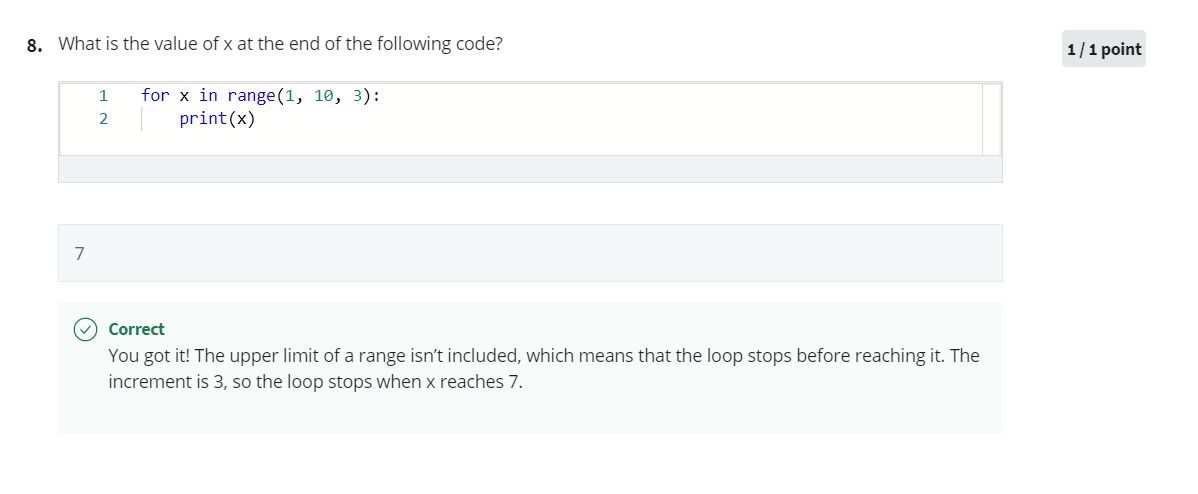 8. What is the value of x at the end of the following code?
1 / 1 point
1 for x in range(1, 10, 3):
2     print(x)
7
Correct
You got it! The upper limit of a range isn’t included, which means that the loop stops before reaching it. The
increment is 3, so the loop stops when x reaches 7.